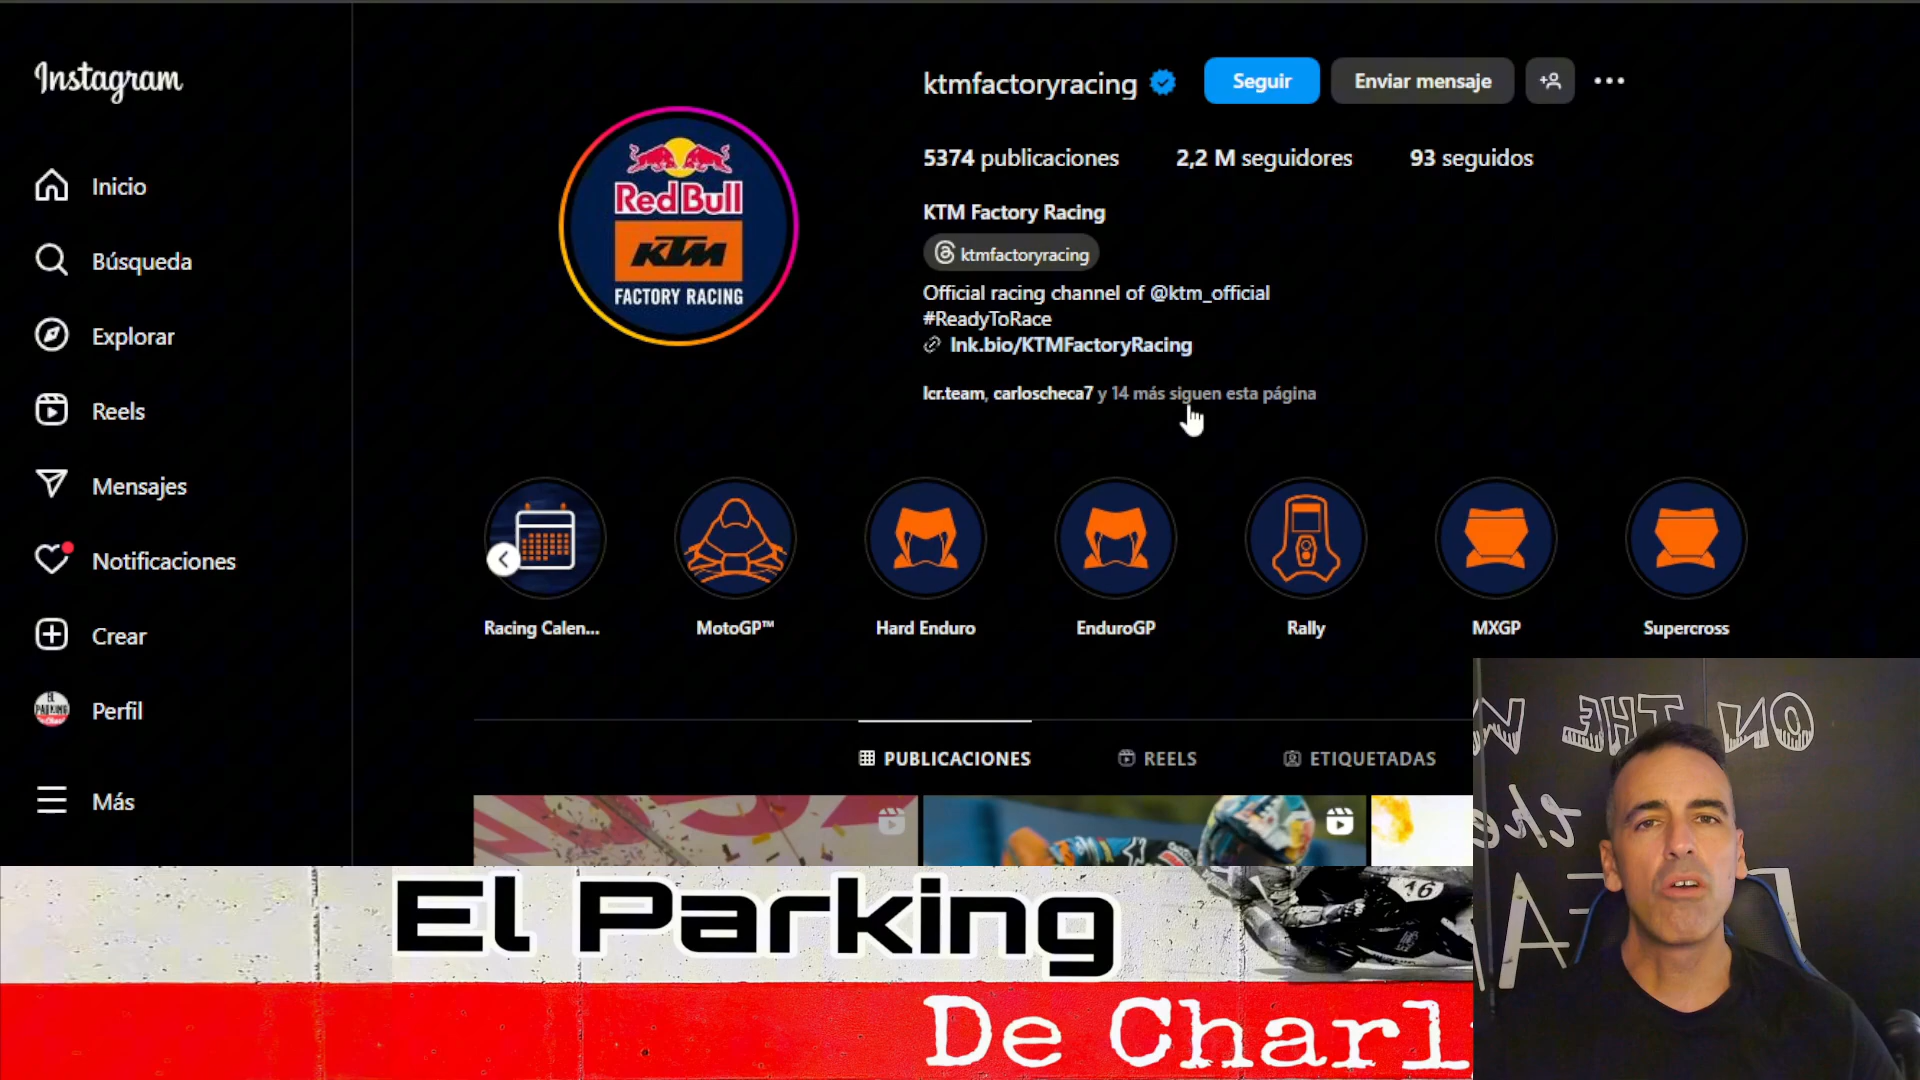 Instagram
Inicio
Búsqueda
Explorar
Reels
Mensajes
Notificaciones
Crear
Perfil
Más
ktmfactoryracing
Seguir
Enviar mensaje
5374 publicaciones
2,2 M seguidores
93 seguidos
KTM Factory Racing
ktmfactoryracing
Official racing channel of @ktm_official
#ReadyToRace
lnk.bio/KTMFactoryRacing
lcr.team, carloscheca7 y 14 más siguen esta página
Red Bull
KTM
FACTORY RACING
Racing Calen...
MotoGP™
Hard Enduro
EnduroGP
Rally
MXGP
Supercross
PUBLICACIONES
REELS
ETIQUETADAS
El Parking
De Charl
16
ON THE